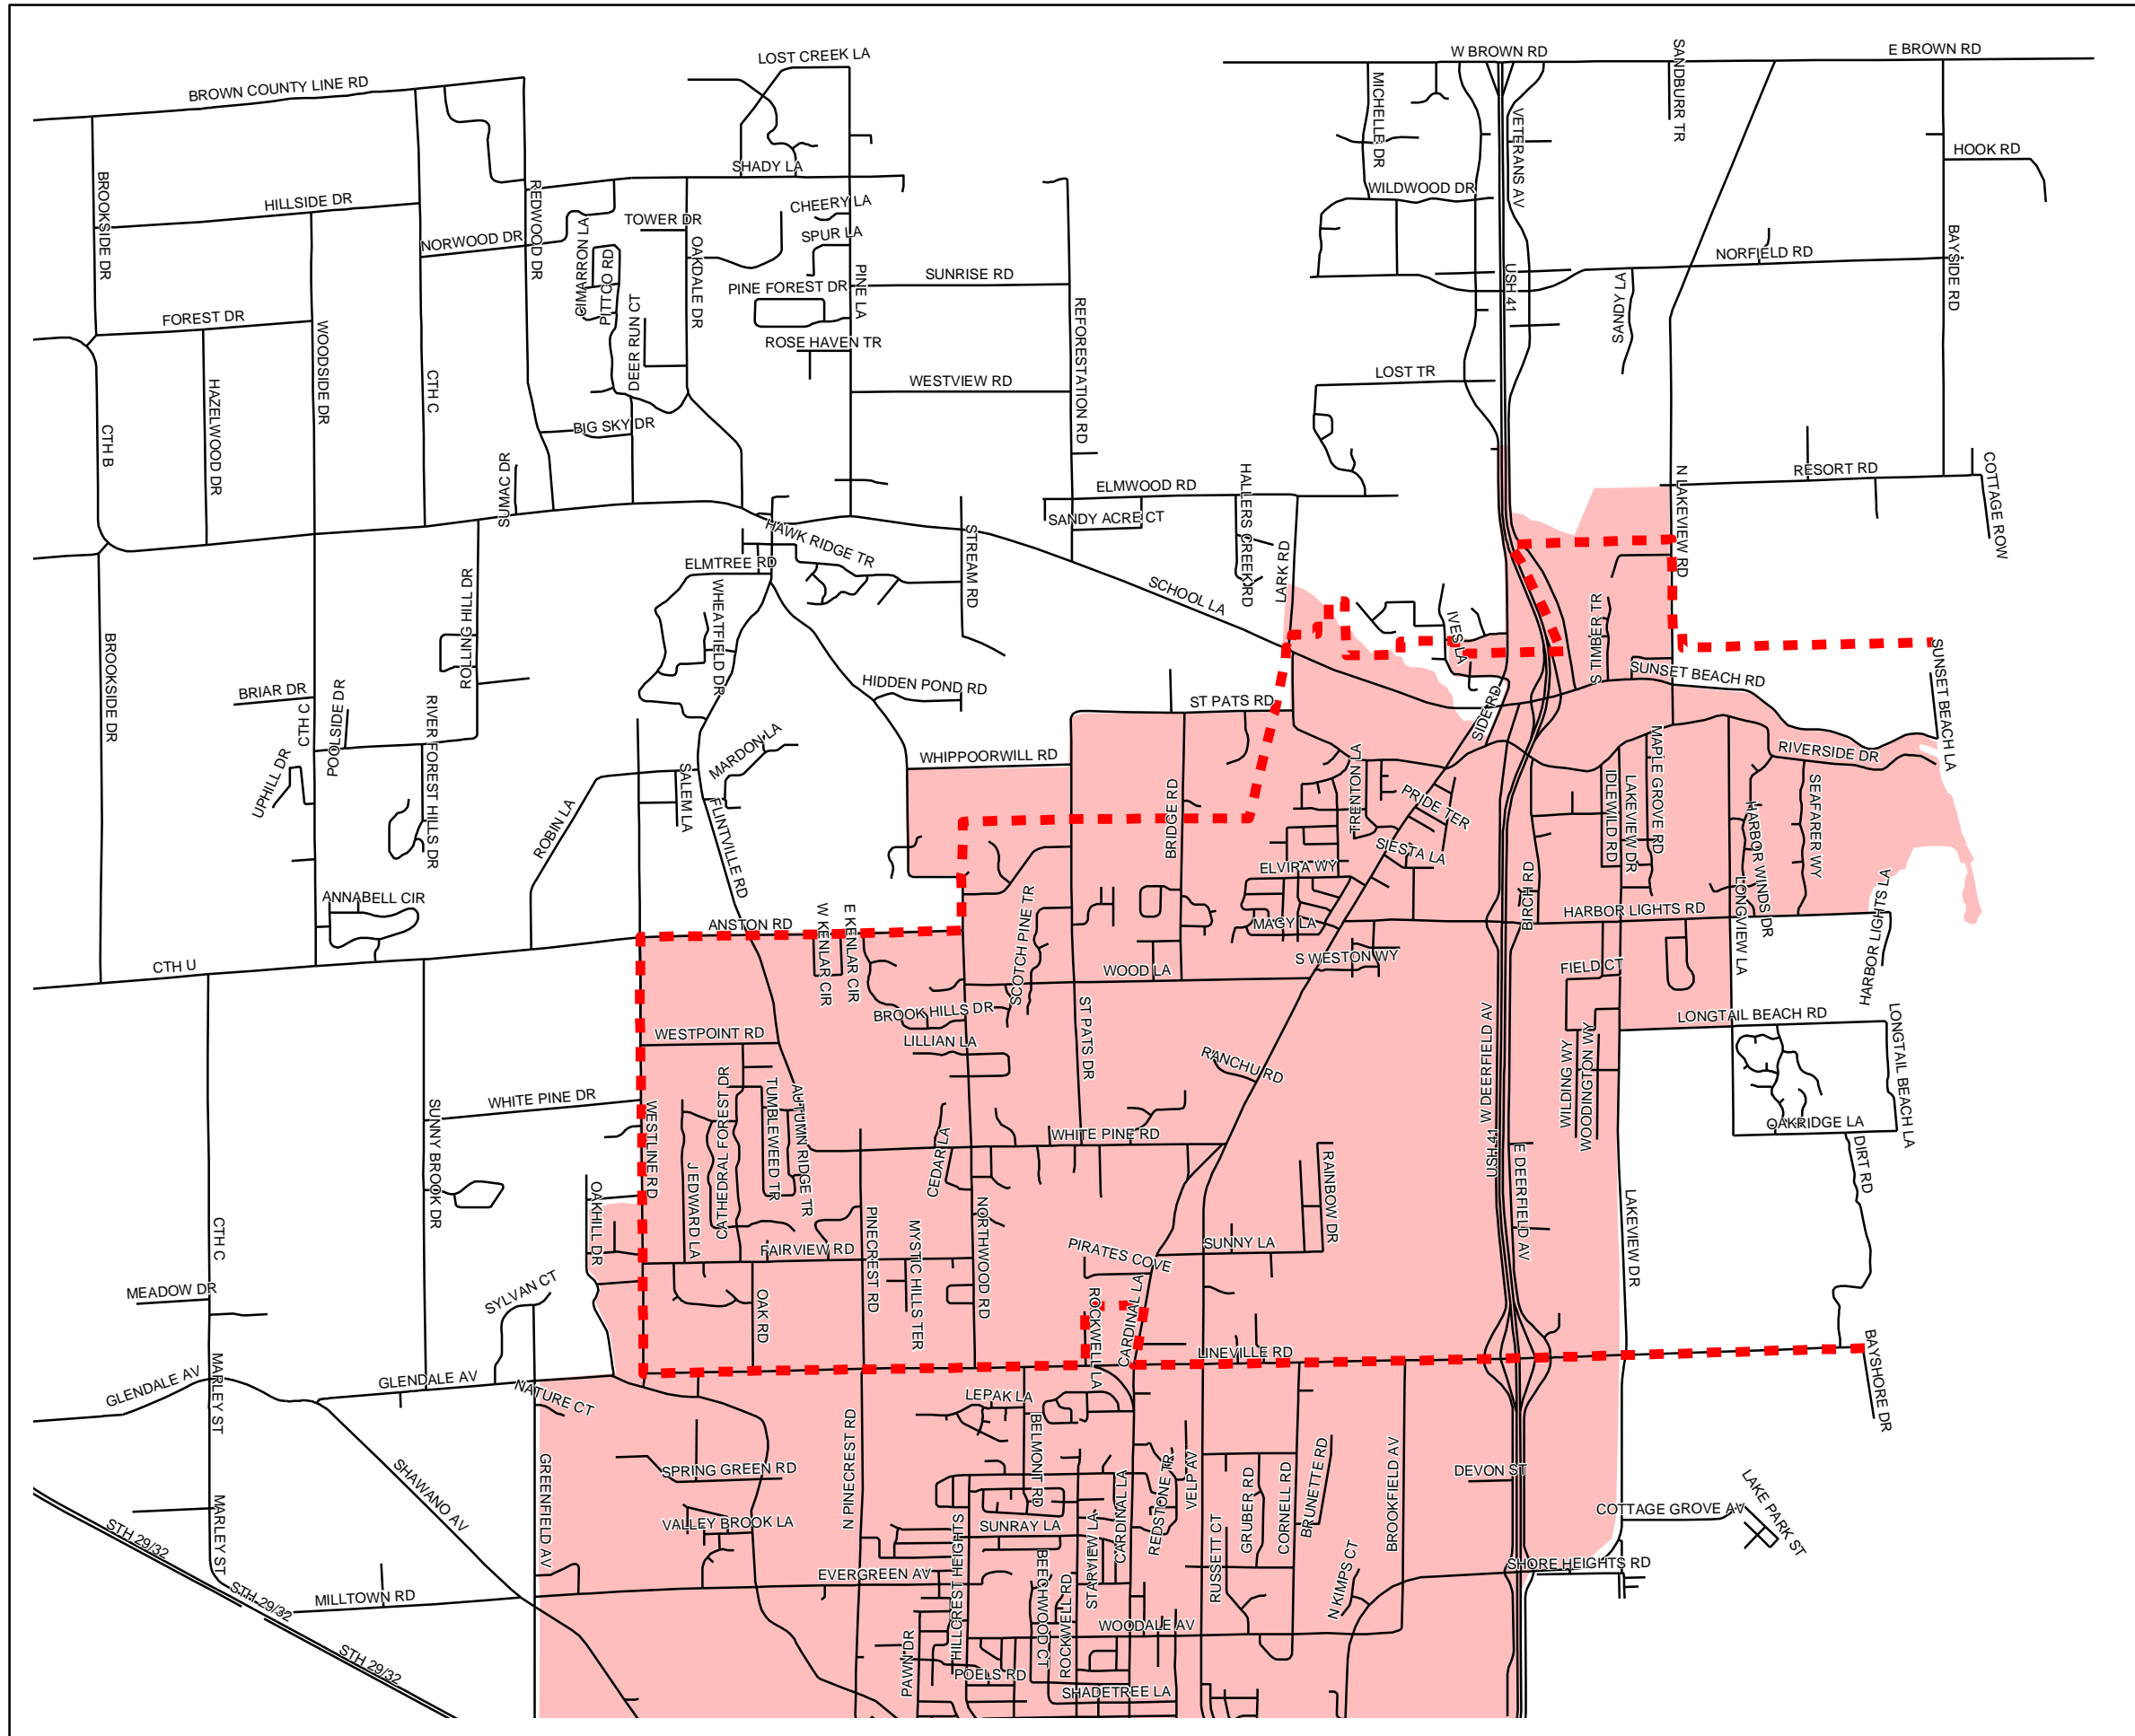 LOST CREEK LA
W BROWN RD
SANDBURR TR
E BROWN RD
BROWN COUNTY LINE RD
MICHELLE DR
VETERANS AV
HOOK RD
SHADY LA
BROOKSIDE DR
REDWOOD DR
WILDWOOD DR
HILLSIDE DR
CHEERY LA
TOWER DR
SPUR LA
NORWOOD DR
CIMARRON LA
PITTCO RD
OAKDALE DR
PINE LA
SUNRISE RD
PINE FOREST DR
USH 41
NORFIELD RD
BAYSIDE RD
SANDY LA
DEER RUN CT
FOREST DR
WOODSIDE DR
ROSE HAVEN TR
REFORESTATION RD
HAZELWOOD DR
CTH C
WESTVIEW RD
LOST TR
CTH B
BIG SKY DR
SUMAC DR
ELMWOOD RD
HALLERS CREEK RD
N LAKEVIEW RD
RESORT RD
COTTAGE ROW
SANDY ACRE CT
HAWK RIDGE TR
STREAM RD
LARK RD
ELMTREE RD
SCHOOL LA
ROLLING HILL DR
WHEATFIELD DR
IVES LA
S TIMBER TR
BROOKSIDE DR
SUNSET BEACH RD
SUNSET BEACH LA
BRIAR DR
CTH C
POOLSIDE DR
RIVER FOREST HILLS DR
HIDDEN POND RD
ST PATS RD
SIDE RD
UPHILL DR
MARDON LA
SALEM LA
WHIPPOORWILL RD
TRENTON LA
MAPLE GROVE RD
RIVERSIDE DR
ROBIN LA
FLINTVILLE RD
BRIDGE RD
PRIDE TER
IDLEWILD RD
LAKEVIEW DR
HARBOR WINDS DR
SEAFARER WY
SIESTA LA
ELVIRA WY
BIRCH RD
ANNABELL CIR
W KENLAR CIR
E KENLAR CIR
SCOTCH PINE TR
MAGY LA
HARBOR LIGHTS RD
LONGVIEW LA
HARBOR LIGHTS LA
ANSTON RD
CTH U
WOOD LA
S WESTON WY
FIELD CT
BROOK HILLS DR
ST PATS DR
LONGTAIL BEACH RD
WESTPOINT RD
LILLIAN LA
RANCHU RD
W DEERFIELD AV
WILDING WY
WOODINGTON WY
LONGTAIL BEACH LA
WHITE PINE DR
SUNNY BROOK DR
WESTLINE RD
CATHEDRAL FOREST DR
TUMBLEWEED TR
AUTUMN RIDGE TR
WHITE PINE RD
OAKRIDGE LA
DIRT RD
CEDAR LA
USH 41
E DEERFIELD AV
RAINBOW DR
J EDWARD LA
OAKHILL DR
CTH C
PINECREST RD
MYSTIC HILLS TER
NORTHWOOD RD
LAKEVIEW DR
FAIRVIEW RD
PIRATES COVE
SUNNY LA
MEADOW DR
SYLVAN CT
OAK RD
ROCKWELL LA
CARDINAL LA
LINEVILLE RD
BAYSHORE DR
GLENDALE AV
MARLEY ST
GLENDALE AV
NATURE CT
LEPAK LA
N PINECREST RD
BELMONT RD
SHAWANO AV
GREENFIELD AV
SPRING GREEN RD
CARDINAL LA
REDSTONE TR
VELP AV
GRUBER RD
CORNELL RD
BRUNETTE RD
BROOKFIELD AV
DEVON ST
LAKE PARK ST
COTTAGE GROVE AV
MARLEY ST
STH 29/32
VALLEY BROOK LA
HILLCREST HEIGHTS
SUNRAY LA
STARVIEW LA
RUSSETT CT
N KIMPS CT
SHORE HEIGHTS RD
EVERGREEN AV
BEECHWOOD CT
ROCKWELL RD
STH 29/32
MILLTOWN RD
WOODALE AV
STH 29/32
PAWN DR
POELS RD
SHADETREE LA